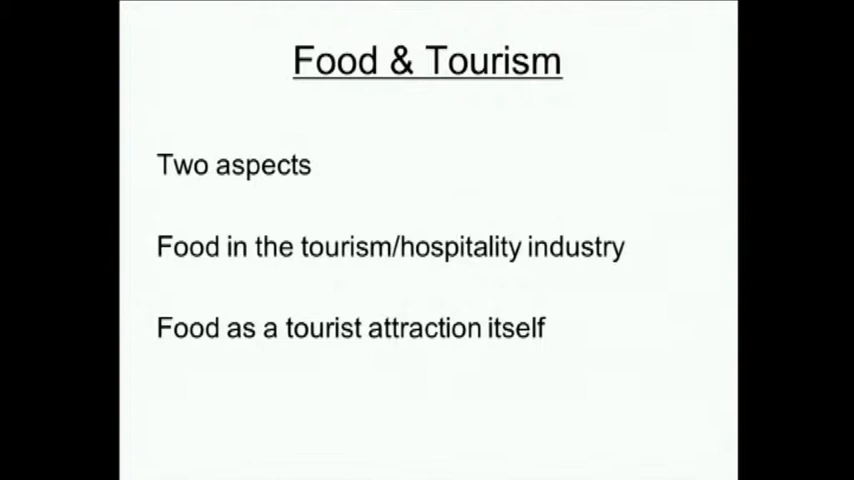 Food & Tourism
Two aspects
Food in the tourism/hospitality industry
Food as a tourist attraction itself